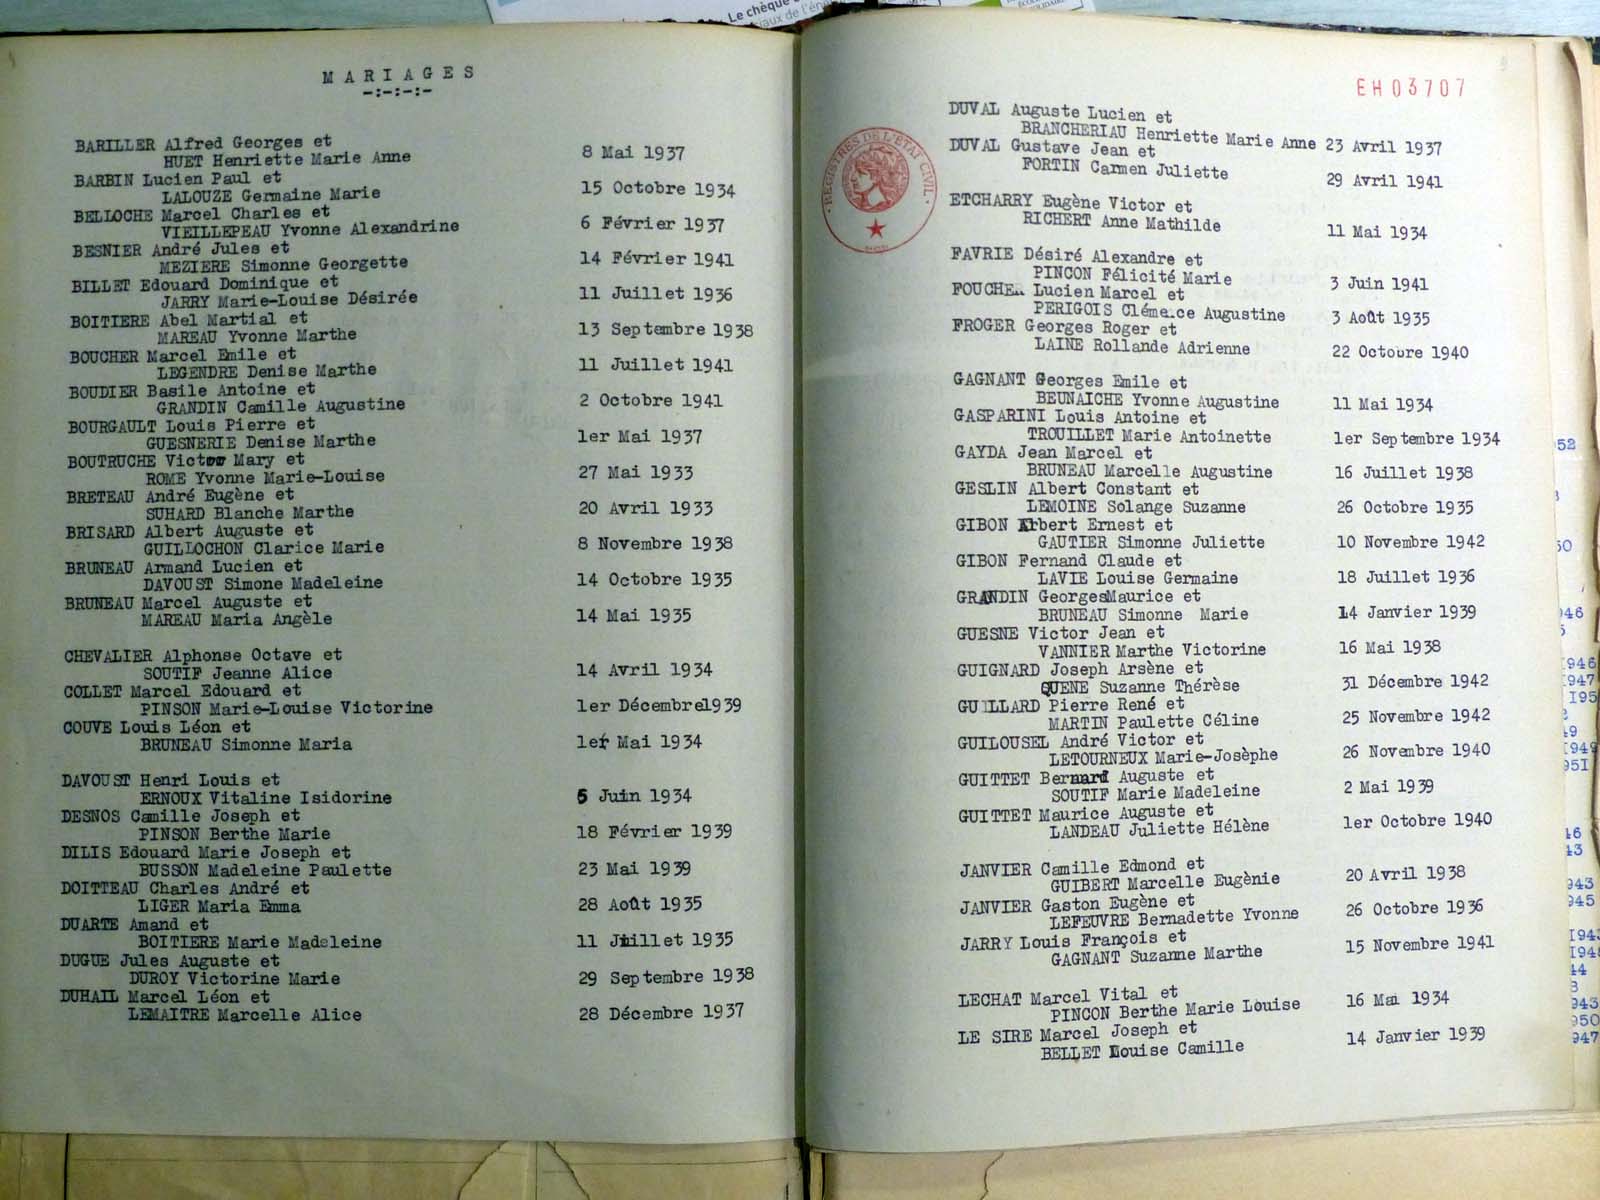 Le chèque
iaux de l'éne
MARIAGES
-:-:-:-
BARILLER Alfred Georges et
HUET Henriette Marie Anne 8 Mai 1937
BARBIN Lucien Paul et
LALOUZE Germaine Marie 15 Octobre 1934
BELLOCHE Marcel Charles et
VIEILLEPEAU Yvonne Alexandrine 6 Février 1937
BESNIER André Jules et
MEZIERE Simonne Georgette 14 Février 1941
BILLET Edouard Dominique et
JARRY Marie-Louise Désirée 11 Juillet 1936
BOITIERE Abel Martial et
MAREAU Yvonne Marthe 13 Septembre 1938
BOUCHER Marcel Emile et
LEGENDRE Denise Marthe 11 Juillet 1941
BOUDIER Basile Antoine et
GRANDIN Camille Augustine 2 Octobre 1941
BOURGAULT Louis Pierre et
GUESNERIE Denise Marthe 1er Mai 1937
BOUTRUCHE Victor Mary et
ROME Yvonne Marie-Louise 27 Mai 1933
BRETEAU André Eugène et
SUHARD Blanche Marthe 20 Avril 1933
BRISARD Albert Auguste et
GUILLOCHON Clarice Marie 8 Novembre 1938
BRUNEAU Armand Lucien et
DAVOUST Simone Madeleine 14 Octobre 1935
BRUNEAU Marcel Auguste et
MAREAU Maria Angèle 14 Mai 1935
CHEVALIER Alphonse Octave et
SOUTIF Jeanne Alice 14 Avril 1934
COLLET Marcel Edouard et
PINSON Marie-Louise Victorine 1er Décembre1939
COUVE Louis Léon et
BRUNEAU Simonne Maria 1er Mai 1934
DAVOUST Henri Louis et
ERNOUX Vitaline Isidorine 5 Juin 1934
DESNOS Camille Joseph et
PINSON Berthe Marie 18 Février 1939
DILIS Edouard Marie Joseph et
BUSSON Madeleine Paulette 23 Mai 1939
DOITTEAU Charles André et
LIGER Maria Emma 28 Août 1935
DUARTE Amand et
BOITIERE Marie Madeleine 11 Juillet 1935
DUGUE Jules Auguste et
DUROY Victorine Marie 29 Septembre 1938
DUHAIL Marcel Léon et
LEMAITRE Marcelle Alice 28 Décembre 1937
EH03707
REGISTRES DE L'ETAT CIVIL
DUVAL Auguste Lucien et
BRANCHERIAU Henriette Marie Anne 23 Avril 1937
DUVAL Gustave Jean et
FORTIN Carmen Juliette 29 Avril 1941
ETCHARRY Eugène Victor et
RICHERT Anne Mathilde 11 Mai 1934
FAVRIE Désiré Alexandre et
PINCON Félicité Marie 3 Juin 1941
FOUCHER Lucien Marcel et
PERIGOIS Clémence Augustine 3 Août 1935
FROGER Georges Roger et
LAINE Rollande Adrienne 22 Octobre 1940
GAGNANT Georges Emile et
BEUNAICHE Yvonne Augustine 11 Mai 1934
GASPARINI Louis Antoine et
TROUILLET Marie Antoinette 1er Septembre 1934
GAYDA Jean Marcel et
BRUNEAU Marcelle Augustine 16 Juillet 1938
GESLIN Albert Constant et
LEMOINE Solange Suzanne 26 Octobre 1935
GIBON Albert Ernest et
GAUTIER Simonne Juliette 10 Novembre 1942
GIBON Fernand Claude et
LAVIE Louise Germaine 18 Juillet 1936
GRANDIN GeorgesMaurice et
BRUNEAU Simonne Marie 14 Janvier 1939
GUESNE Victor Jean et
VANNIER Marthe Victorine 16 Mai 1938
GUIGNARD Joseph Arsène et
QUENE Suzanne Thérèse 31 Décembre 1942
GUILLARD Pierre René et
MARTIN Paulette Céline 25 Novembre 1942
GUILOUSEL André Victor et
LETOURNEUX Marie-Josèphe 26 Novembre 1940
GUITTET Bernard Auguste et
SOUTIF Marie Madeleine 2 Mai 1939
GUITTET Maurice Auguste et
LANDEAU Juliette Hélène 1er Octobre 1940
JANVIER Camille Edmond et
GUIBERT Marcelle Eugènie 20 Avril 1938
JANVIER Gaston Eugène et
LEFEUVRE Bernadette Yvonne 26 Octobre 1936
JARRY Louis François et
GAGNANT Suzanne Marthe 15 Novembre 1941
LECHAT Marcel Vital et
PINCON Berthe Marie Louise 16 Mai 1934
LE SIRE Marcel Joseph et
BELLET Louise Camille 14 Janvier 1939